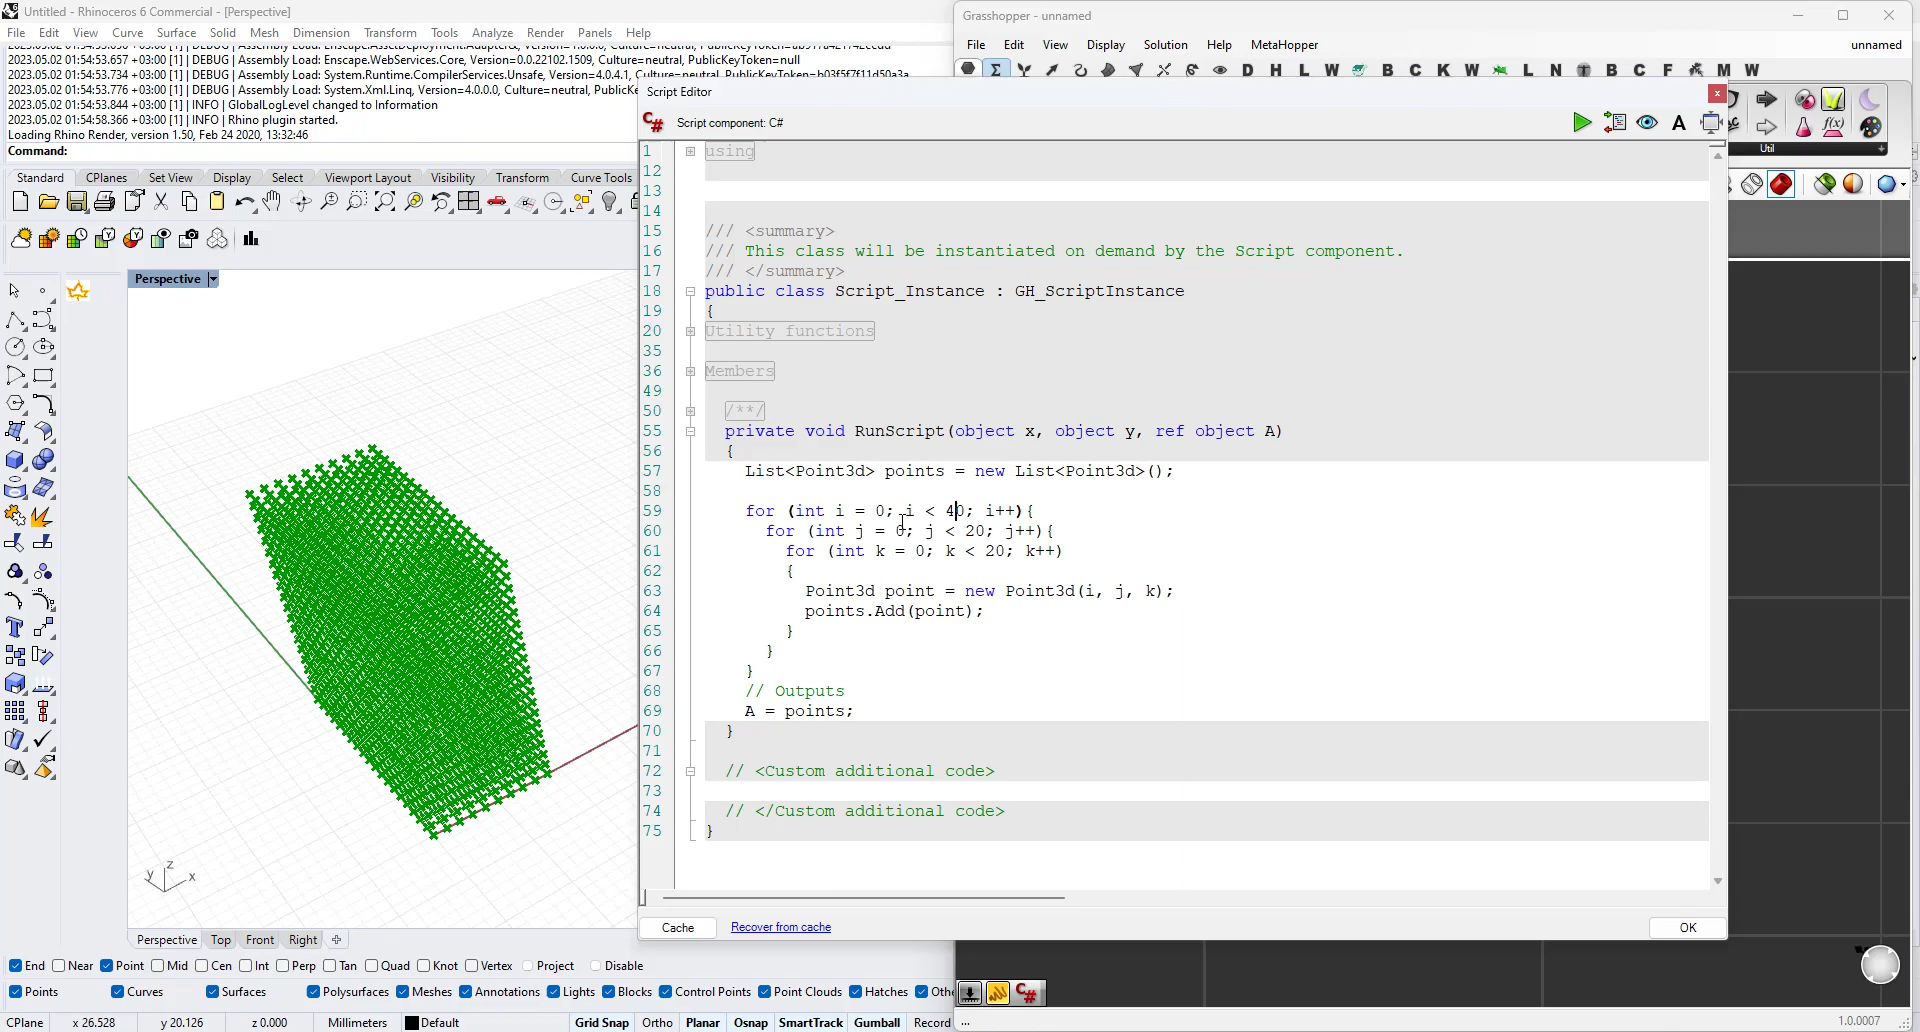 Untitled - Rhinoceros 6 Commercial - [Perspective]
File Edit View Curve Surface Solid Mesh Dimension Transform Tools Analyze Render Panels Help
2023.05.02 01:54:53.657 +03:00 [1] | DEBUG | Assembly Load: Enscape.WebServices.Core, Version=0.0.22102.1509, Culture=neutral, PublicKeyToken=null
2023.05.02 01:54:53.734 +03:00 [1] | DEBUG | Assembly Load: System.Runtime.CompilerServices.Unsafe, Version=4.0.4.1, Culture=neutral, PublicKeyToken=b03f5f7f11d50a3a
2023.05.02 01:54:53.776 +03:00 [1] | DEBUG | Assembly Load: System.Xml.Linq, Version=4.0.0.0, Culture=neutral, PublicKe
2023.05.02 01:54:53.844 +03:00 [1] | INFO | GlobalLogLevel changed to Information
2023.05.02 01:54:58.366 +03:00 [1] | INFO | Rhino plugin started.
Loading Rhino Render, version 1.50, Feb 24 2020, 13:32:46
Command:
Standard CPlanes Set View Display Select Viewport Layout Visibility Transform Curve Tools
Perspective
z
y x
Perspective Top Front Right
End Near Point Mid Cen Int Perp Tan Quad Knot Vertex Project Disable
Points Curves Surfaces Polysurfaces Meshes Annotations Lights Blocks Control Points Point Clouds Hatches Othe
CPlane x 26.528 y 20.126 z 0.000 Millimeters Default Grid Snap Ortho Planar Osnap SmartTrack Gumball Record
Grasshopper - unnamed
File Edit View Display Solution Help MetaHopper unnamed
D H L W B C K W L N B C F M W
Util
Script Editor
C# Script component: C#
1 using
12
13
14
15 /// <summary>
16 /// This class will be instantiated on demand by the Script component.
17 /// </summary>
18 public class Script_Instance : GH_ScriptInstance
19 {
20 Utility functions
35
36 Members
49
50 /**/
55 private void RunScript(object x, object y, ref object A)
56 {
57 List<Point3d> points = new List<Point3d>();
58
59 for (int i = 0; i < 40; i++){
60 for (int j = 0; j < 20; j++){
61 for (int k = 0; k < 20; k++)
62 {
63 Point3d point = new Point3d(i, j, k);
64 points.Add(point);
65 }
66 }
67 }
68 // Outputs
69 A = points;
70 }
71
72 // <Custom additional code>
73
74 // </Custom additional code>
75 }
Cache Recover from cache OK
C#
... 1.0.0007